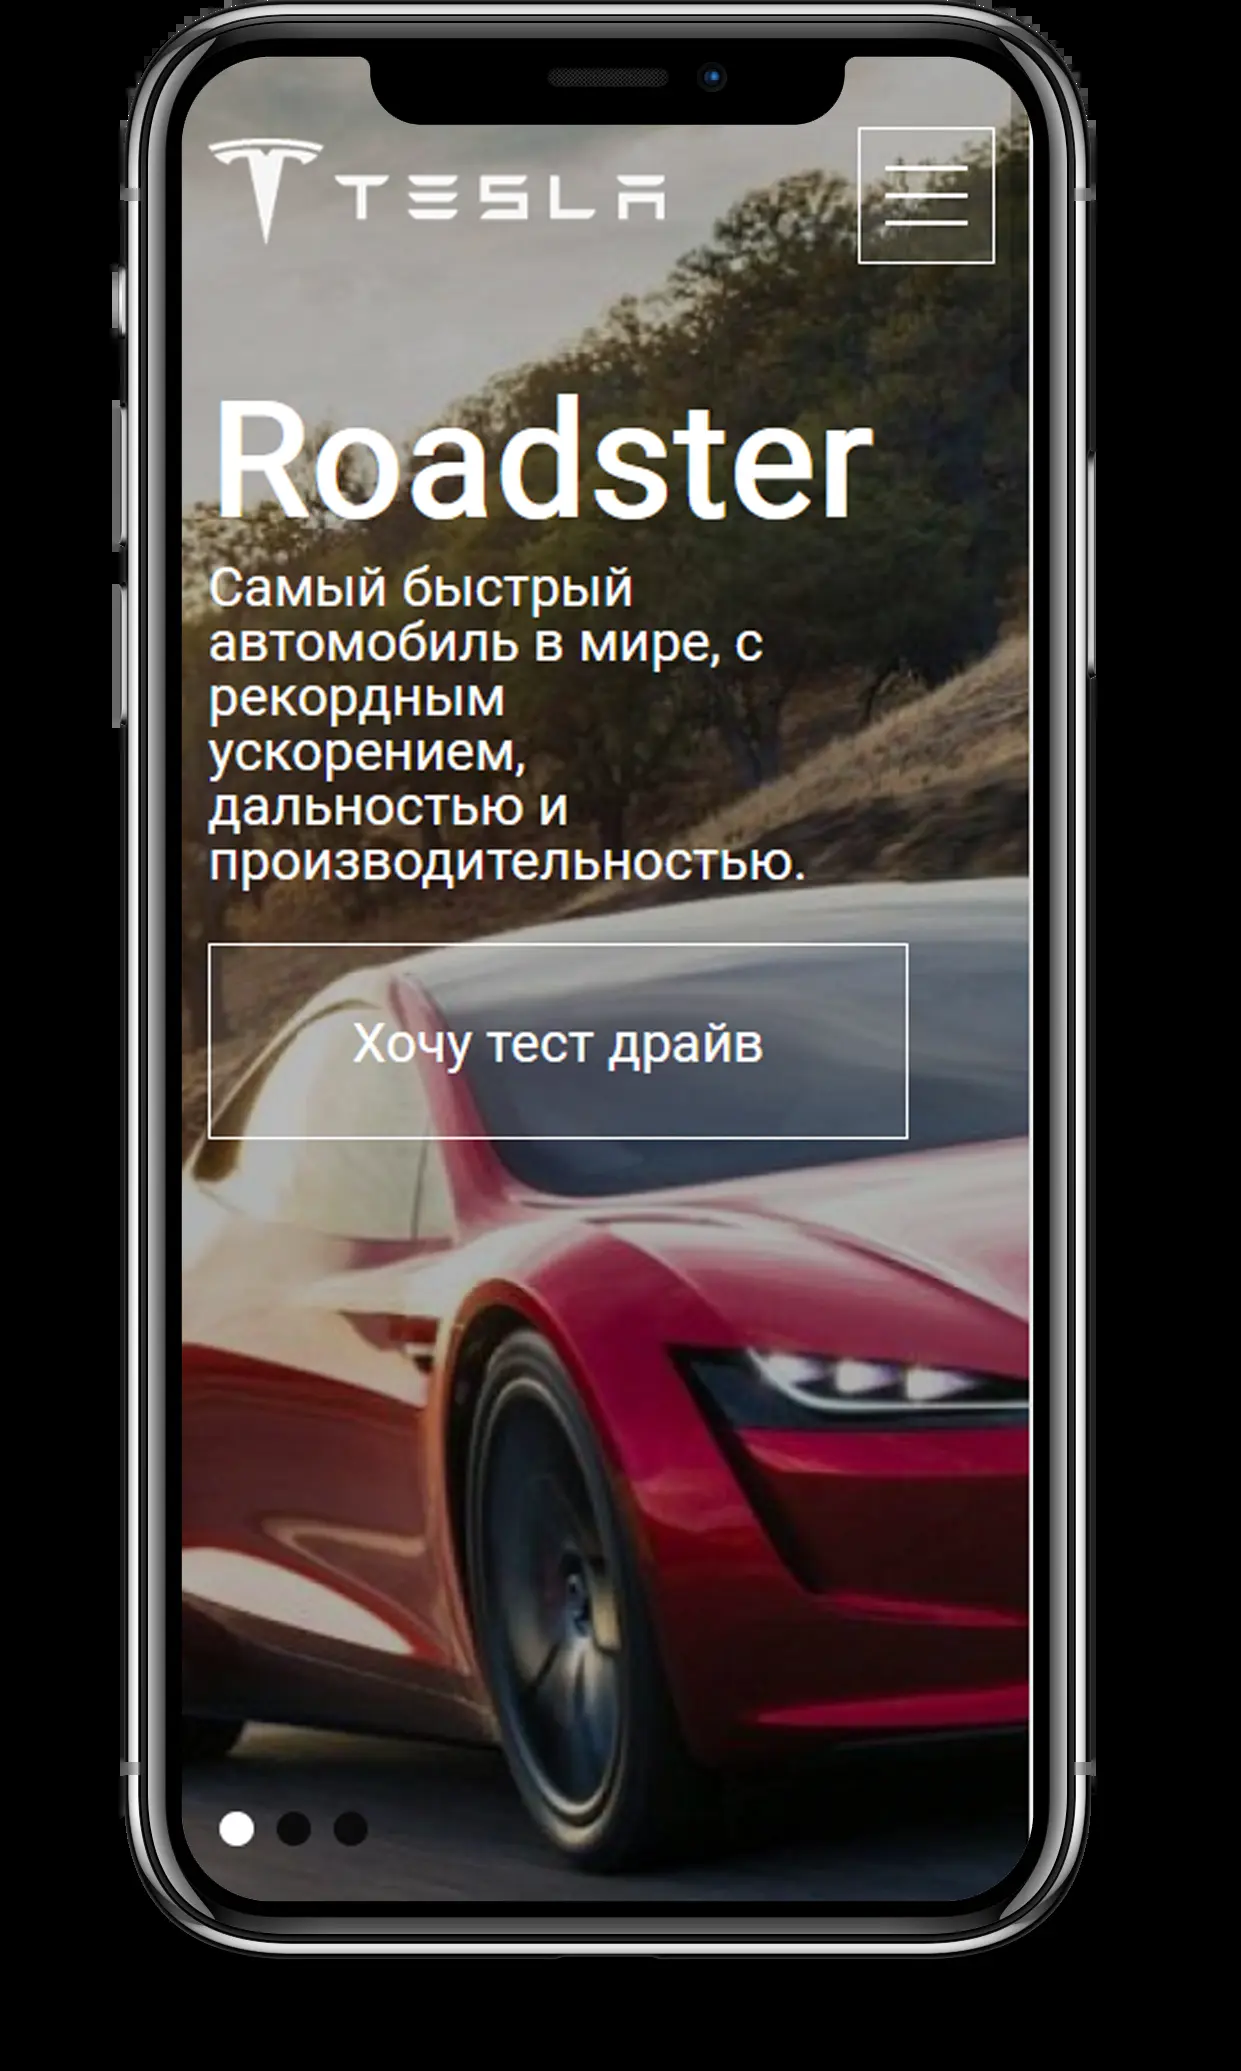 TESLA
Roadster
Самый быстрый
автомобиль в мире, с
рекордным
ускорением,
дальностью и
производительностью.
Хочу тест драйв